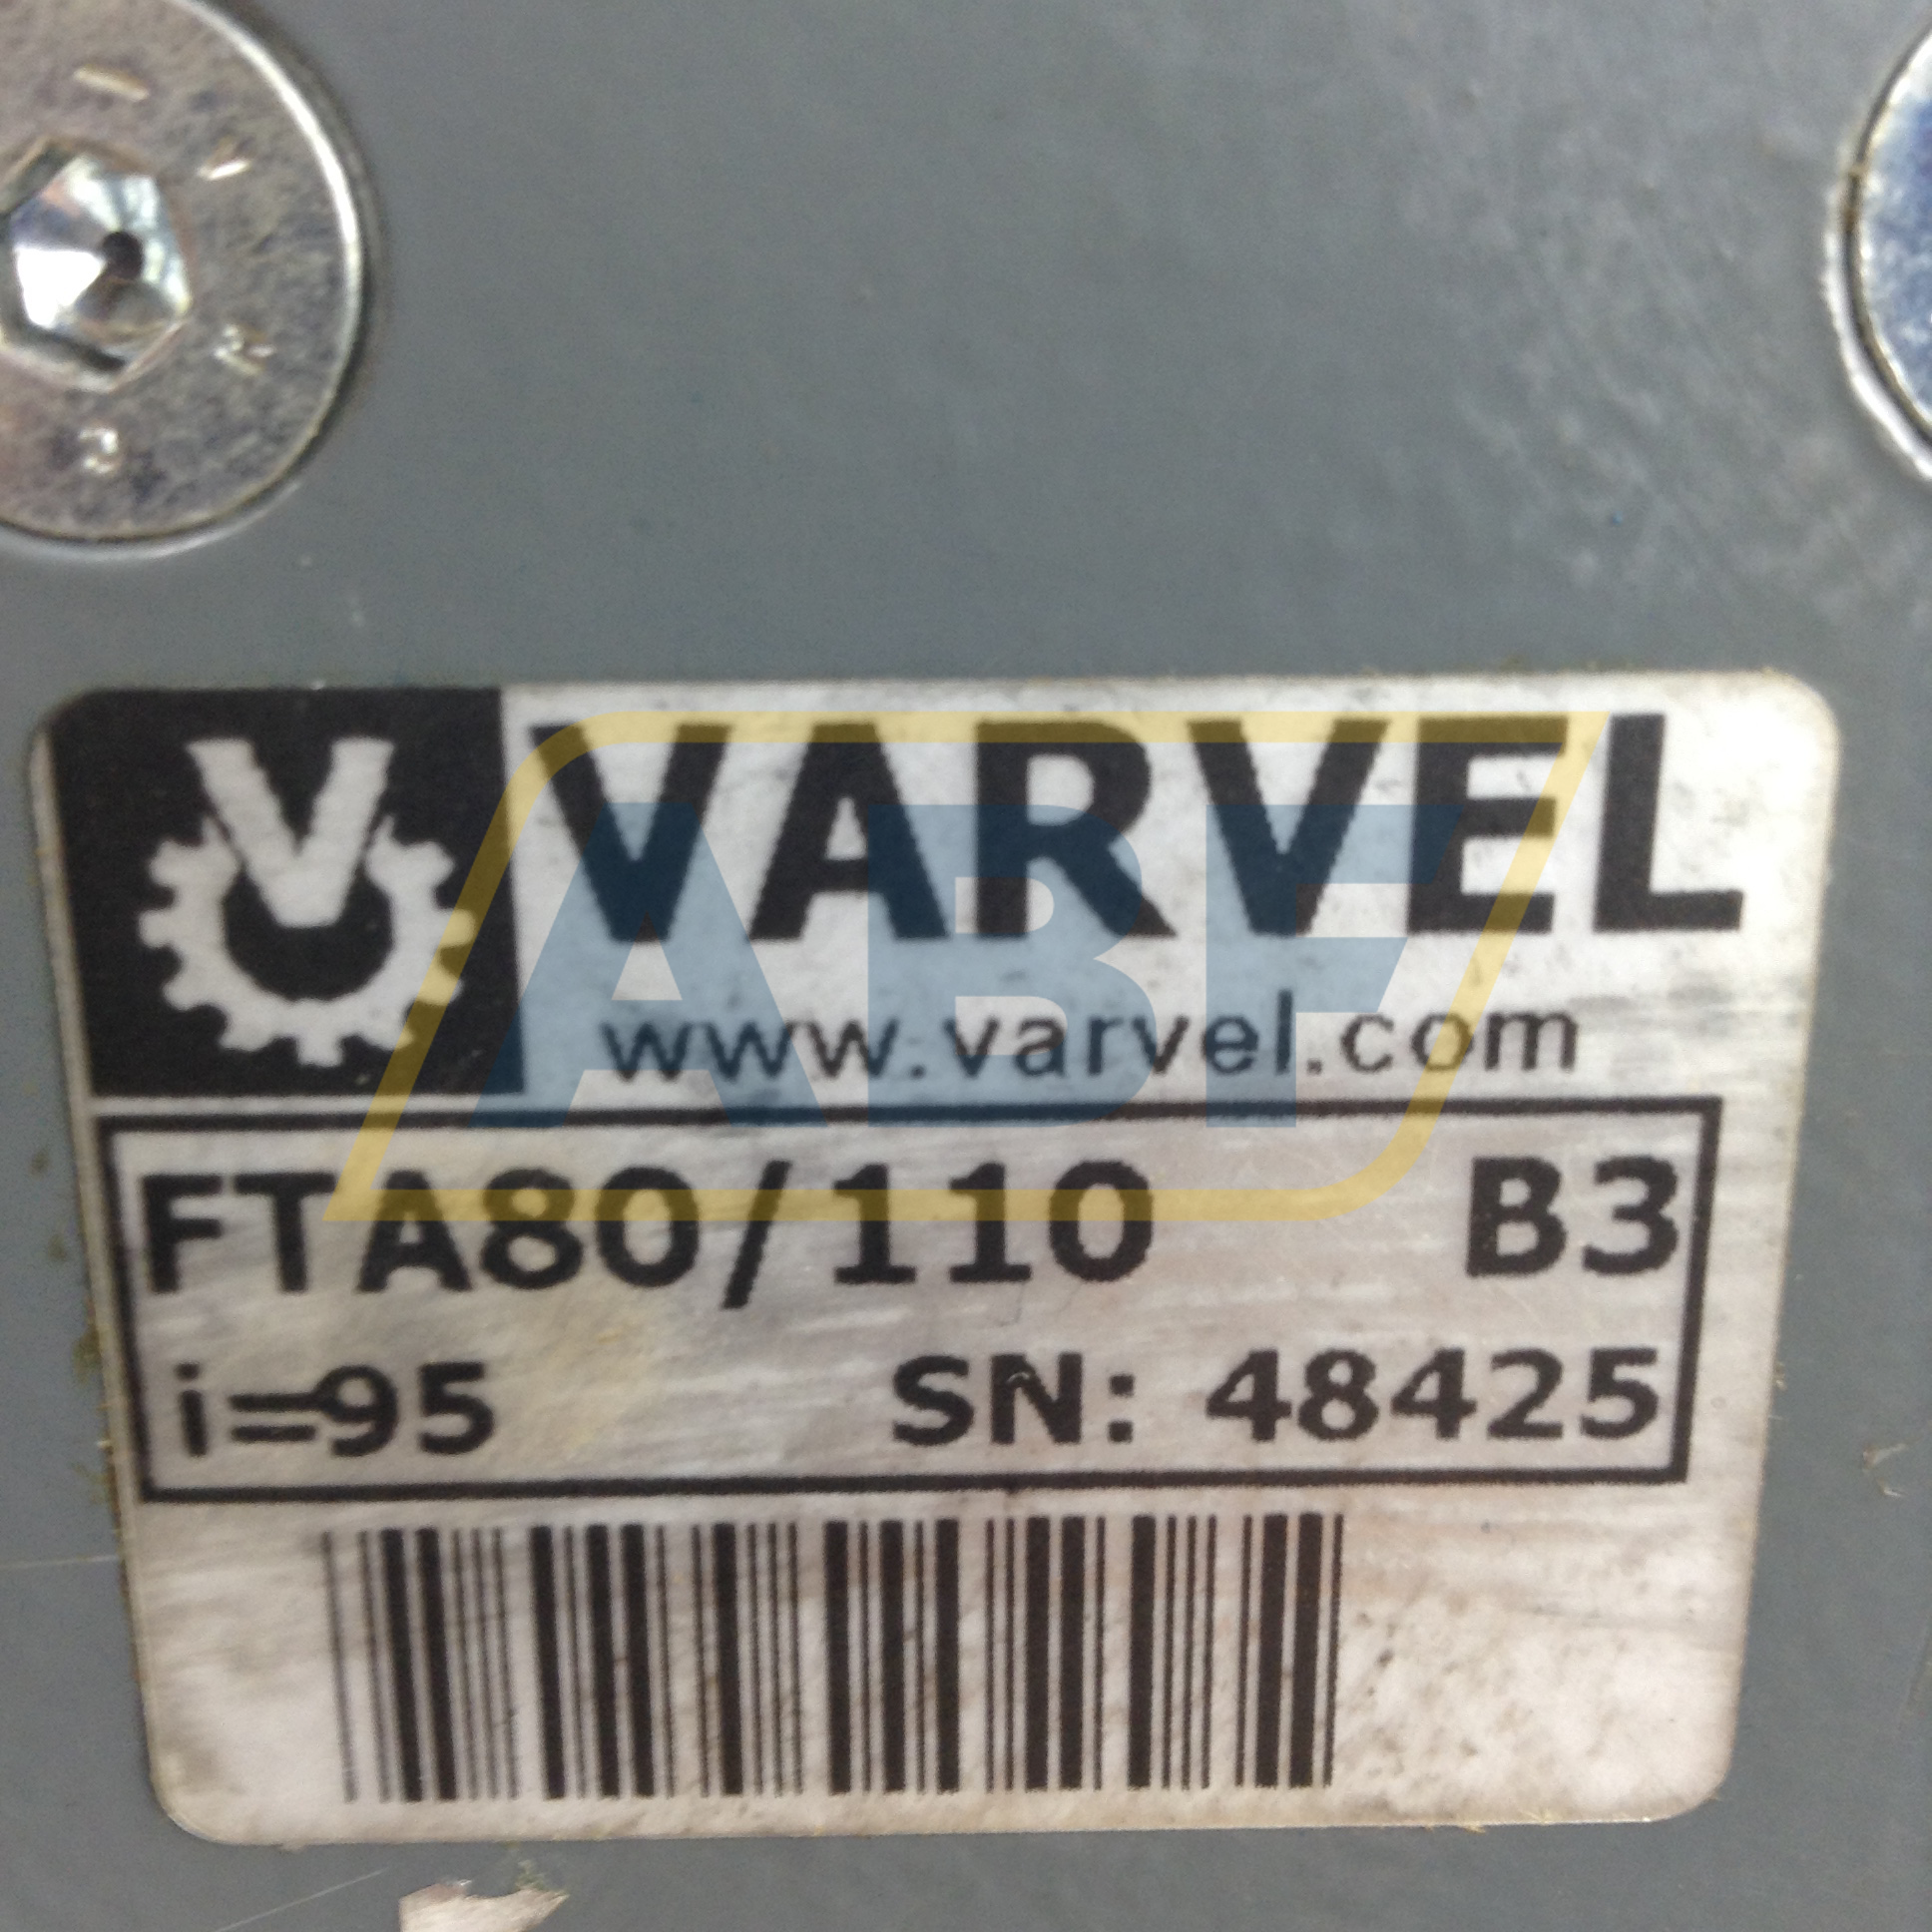 V VARVEL
ABF
www.varvel.com
FTA80/110 B3
i=95 SN: 48425